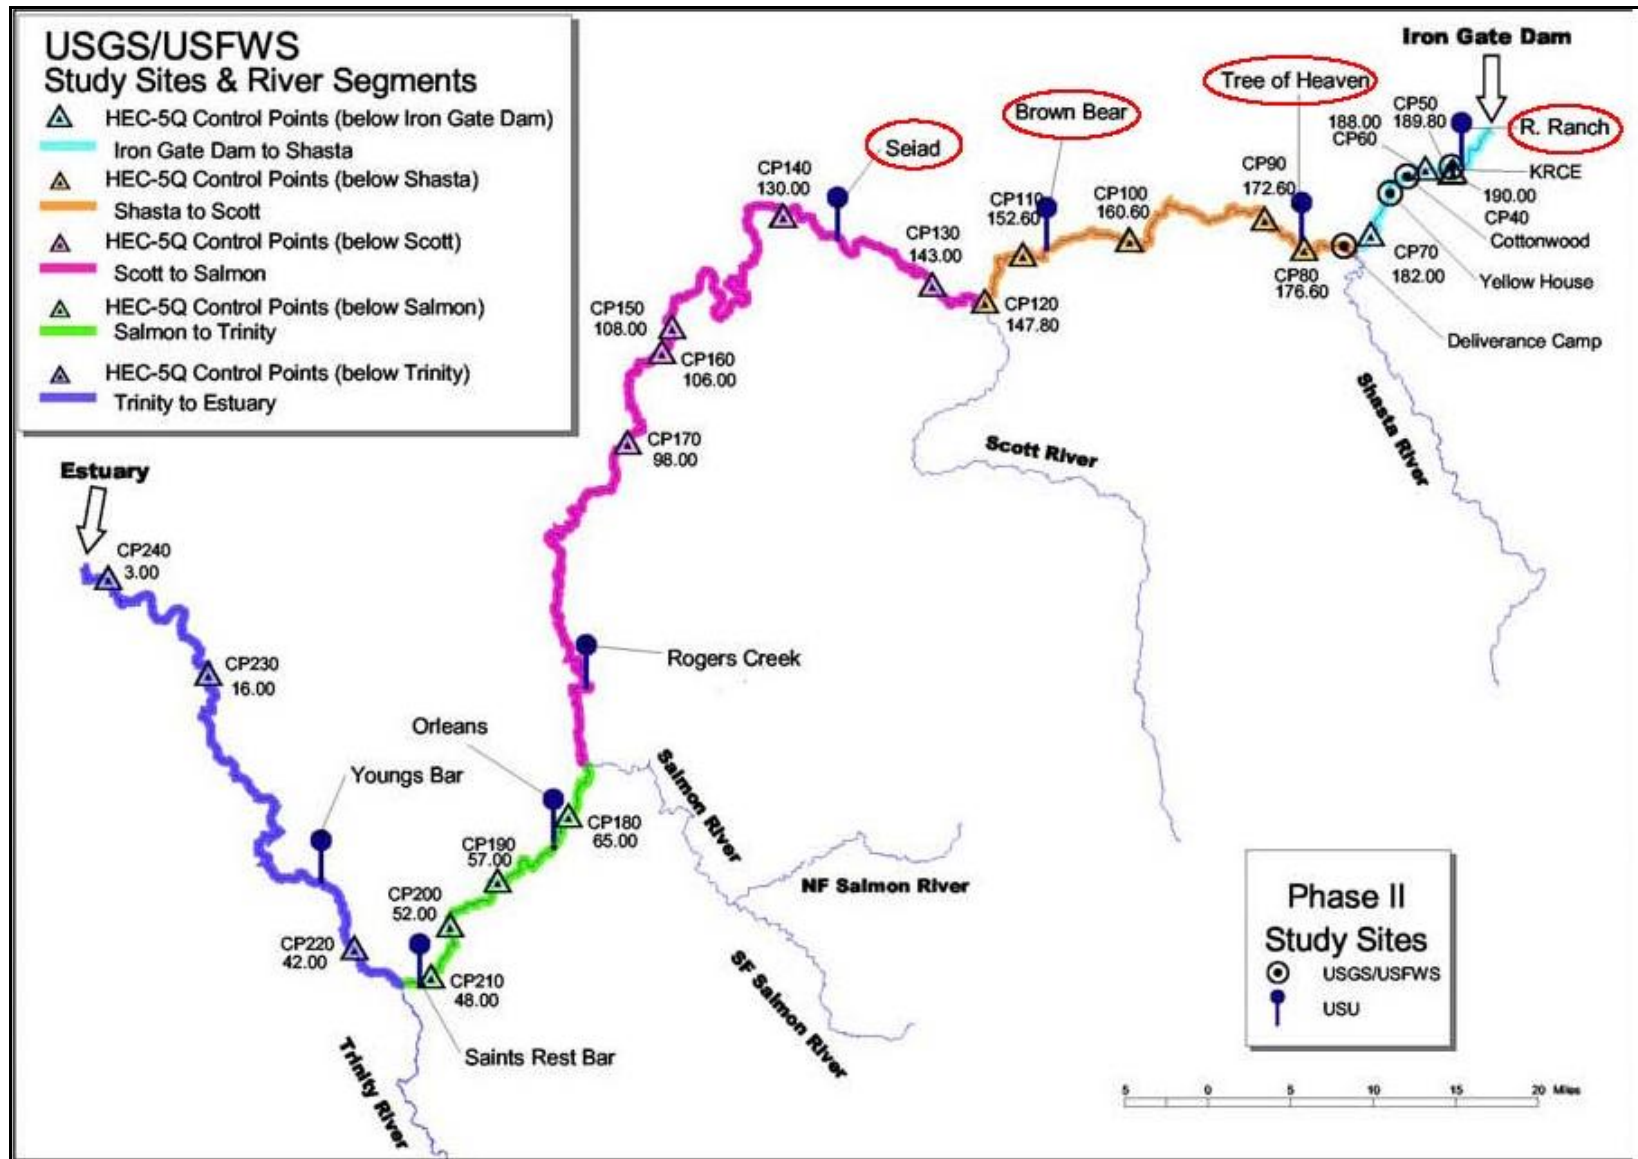 USGS/USFWS
Study Sites & River Segments
HEC-5Q Control Points (below Iron Gate Dam)
Iron Gate Dam to Shasta
HEC-5Q Control Points (below Shasta)
Shasta to Scott
HEC-5Q Control Points (below Scott)
Scott to Salmon
HEC-5Q Control Points (below Salmon)
Salmon to Trinity
HEC-5Q Control Points (below Trinity)
Trinity to Estuary
Iron Gate Dam
Tree of Heaven
Brown Bear
Seiad
R. Ranch
CP50
189.80
188.00
CP60
KRCE
190.00
CP40
Cottonwood
CP70
182.00
Yellow House
Deliverance Camp
CP90
172.60
CP80
176.60
CP100
160.60
CP110
152.60
CP120
147.80
CP130
143.00
CP140
130.00
CP150
108.00
CP160
106.00
CP170
98.00
Scott River
Shasta River
Estuary
CP240
3.00
CP230
16.00
Rogers Creek
Orleans
Youngs Bar
CP180
65.00
CP190
57.00
CP200
52.00
CP210
48.00
CP220
42.00
Saints Rest Bar
Salmon River
NF Salmon River
SF Salmon River
Trinity River
Phase II
Study Sites
USGS/USFWS
USU
5 0 5 10 15 20 Miles